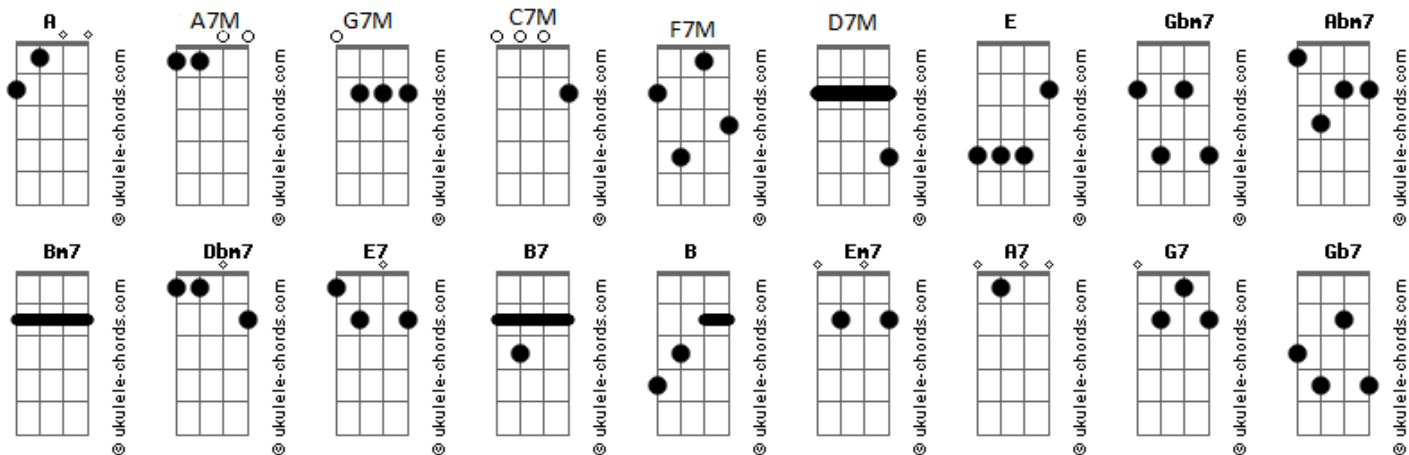 A A7M G7M C7M F7M D7M E Gbm7 Abm7
© ukulele-chords.com © ukulele-chords.com © ukulele-chords.com © ukulele-chords.com © ukulele-chords.com © ukulele-chords.com © ukulele-chords.com © ukulele-chords.com © ukulele-chords.com
Bm7 Dbm7 E7 B7 B Em7 A7 G7 Gb7
© ukulele-chords.com © ukulele-chords.com © ukulele-chords.com © ukulele-chords.com © ukulele-chords.com © ukulele-chords.com © ukulele-chords.com © ukulele-chords.com © ukulele-chords.com